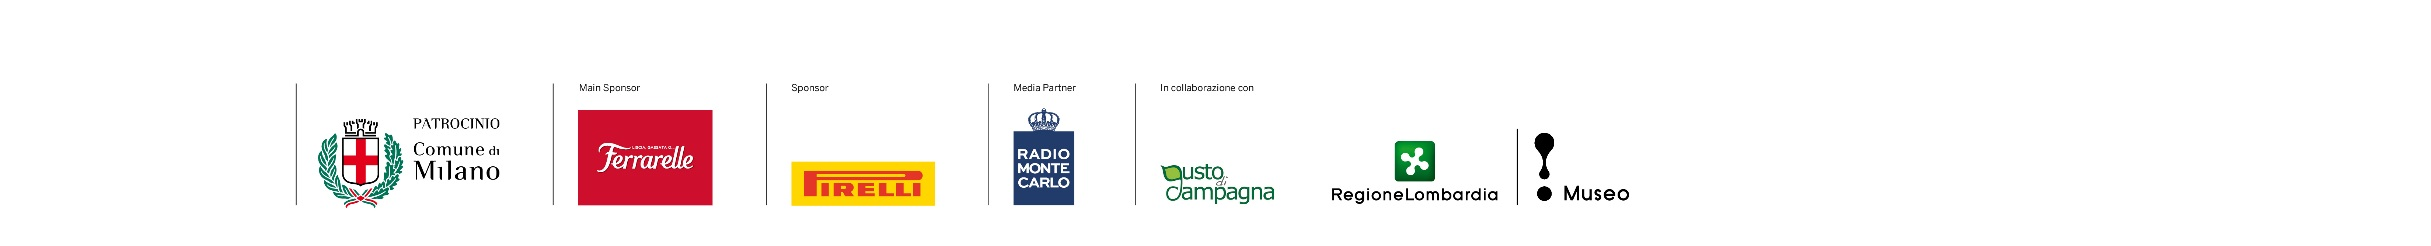 PATROCINIO
Comune di
Milano
Main Sponsor
Ferrarelle
Sponsor
PIRELLI
Media Partner
RADIO
MONTE
CARLO
In collaborazione con
Gusto
di
Campagna
RegioneLombardia
Museo